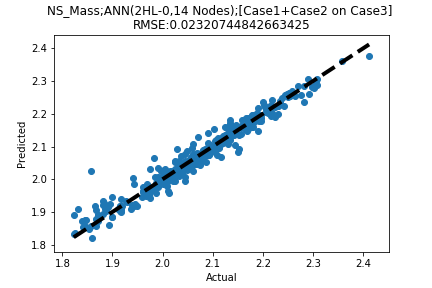 NS_Mass;ANN(2HL-0,14 Nodes);[Case1+Case2 on Case3]
RMSE:0.02320744842663425
2.4
2.3
2.2
2.1
2.0
1.9
1.8
Predicted
1.8 1.9 2.0 2.1 2.2 2.3 2.4
Actual